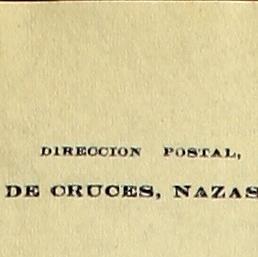 DIRECCION POSTAL,
DE CRUCES, NAZAS